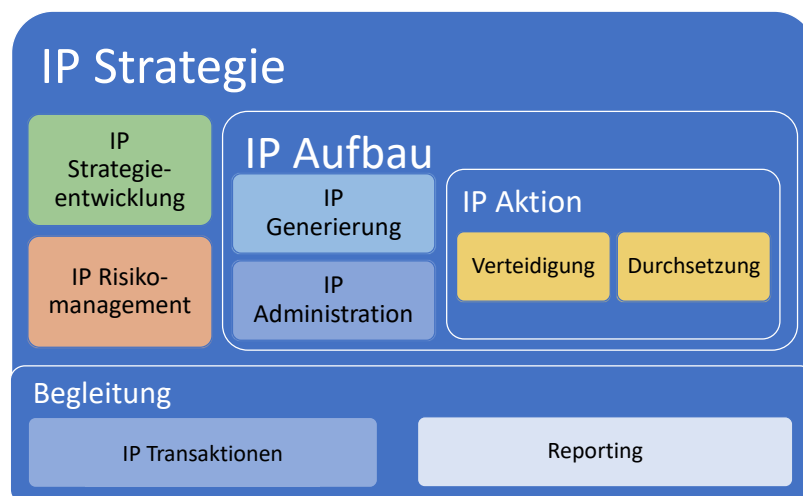 IP Strategie
IP
Strategie-
entwicklung
IP Risiko-
management
IP Aufbau
IP
Generierung
IP
Administration
IP Aktion
Verteidigung
Durchsetzung
Begleitung
IP Transaktionen
Reporting